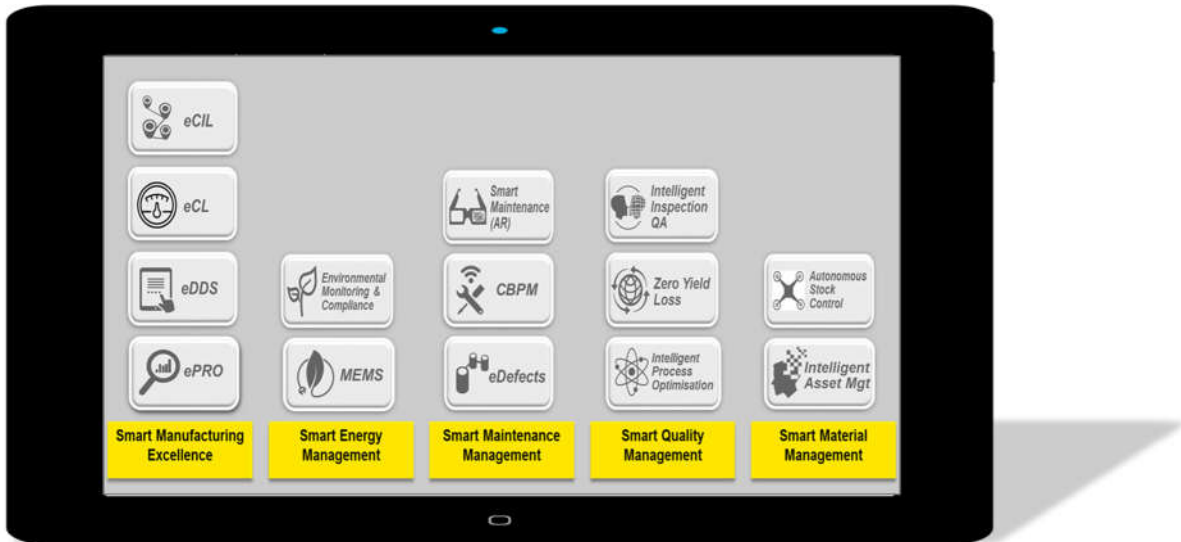 eCIL
eCL
eDDS
ePRO
Smart Manufacturing
Excellence
Environmental
Monitoring &
Compliance
MEMS
Smart Energy
Management
Smart
Maintenance
(AR)
CBPM
eDefects
Smart Maintenance
Management
Intelligent
Inspection
QA
Zero Yield
Loss
Intelligent
Process
Optimisation
Smart Quality
Management
Autonomous
Stock
Control
Intelligent
Asset Mgt
Smart Material
Management